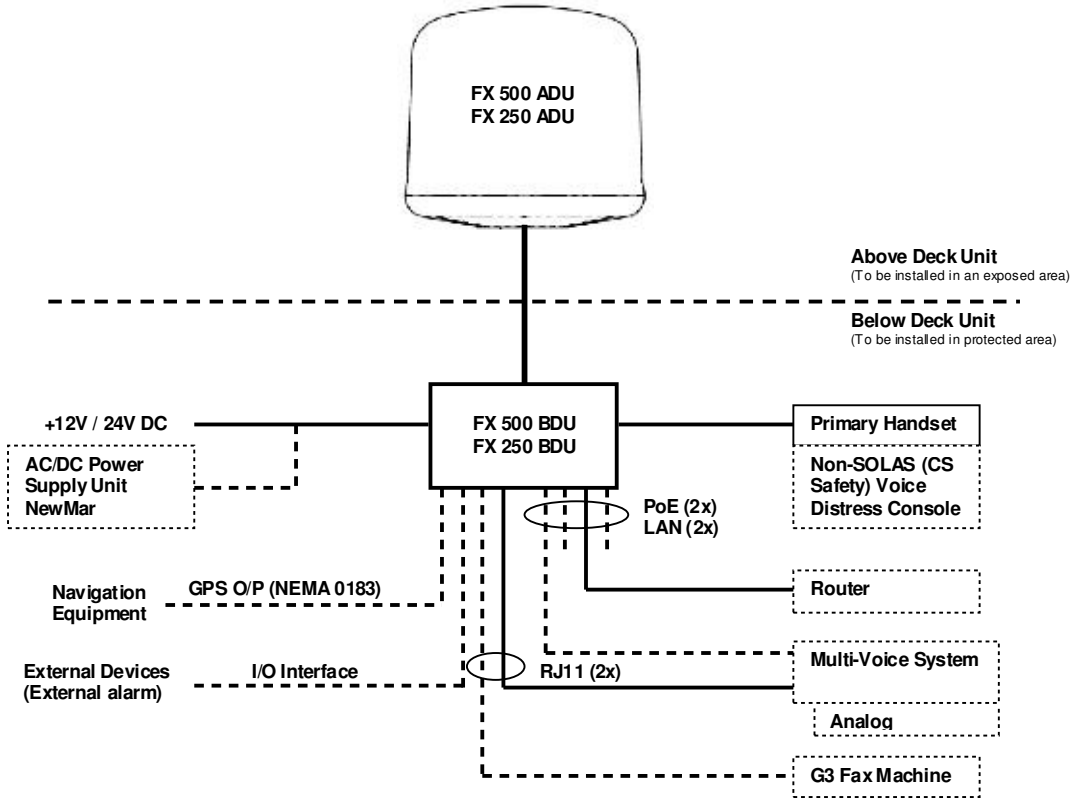 FX 500 ADU
FX 250 ADU
Above Deck Unit
(To be installed in an exposed area)
Below Deck Unit
(To be installed in protected area)
+12V / 24V DC
FX 500 BDU
FX 250 BDU
Primary Handset
AC/DC Power
Supply Unit
NewMar
Non-SOLAS (CS
Safety) Voice
Distress Console
PoE (2x)
LAN (2x)
Navigation
Equipment
GPS O/P (NEMA 0183)
Router
External Devices
(External alarm)
I/O Interface
RJ11 (2x)
Multi-Voice System
Analog
G3 Fax Machine